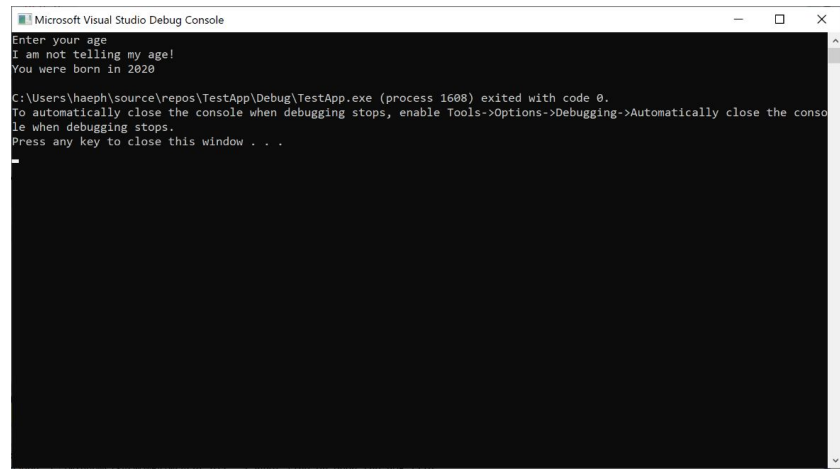 Microsoft Visual Studio Debug Console
Enter your age
I am not telling my age!
You were born in 2020
C:\Users\haeph\source\repos\TestApp\Debug\TestApp.exe (process 1608) exited with code 0.
To automatically close the console when debugging stops, enable Tools->Options->Debugging->Automatically close the conso
le when debugging stops.
Press any key to close this window . . .